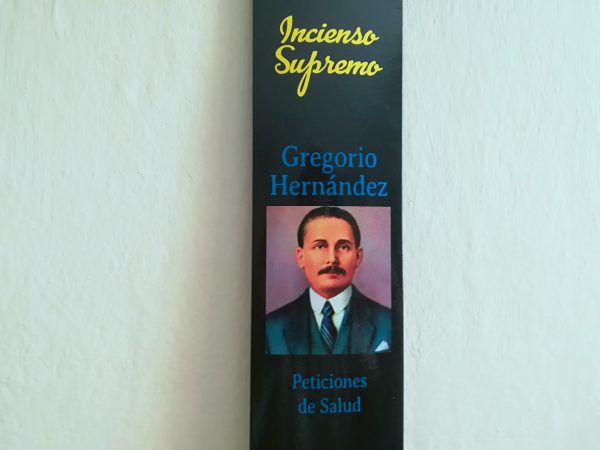 Incienso
Supremo
Gregorio
Hernández
Peticiones
de Salud